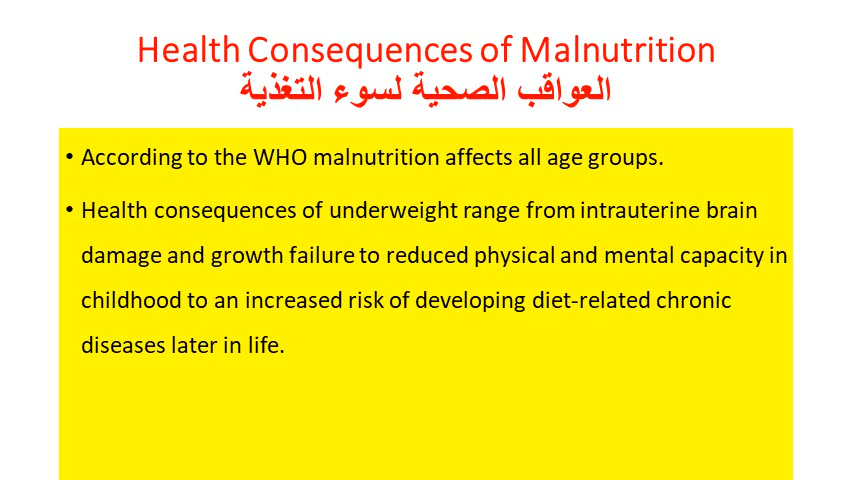 Health Consequences of Malnutrition
العواقب الصحية لسوء التغذية
• According to the WHO malnutrition affects all age groups.
• Health consequences of underweight range from intrauterine brain
damage and growth failure to reduced physical and mental capacity in
childhood to an increased risk of developing diet-related chronic
diseases later in life.